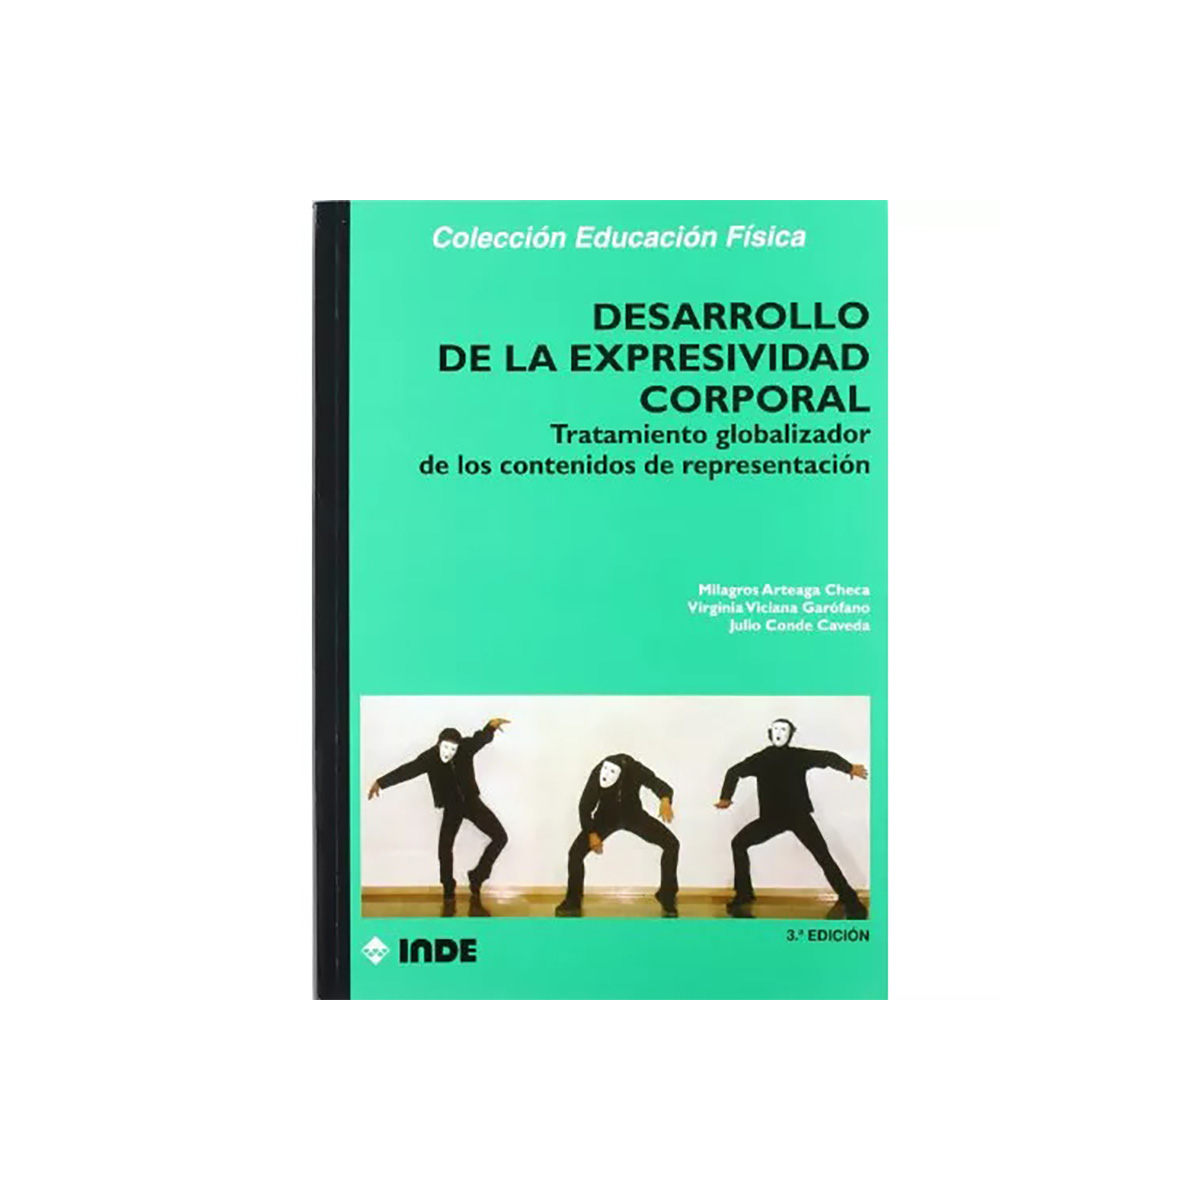 Colección Educación Física
DESARROLLO
DE LA EXPRESIVIDAD
CORPORAL
Tratamiento globalizador
de los contenidos de representación
Milagros Arteaga Checa
Virginia Viciana Garófano
Julio Conde Caveda
3.ª EDICIÓN
INDE